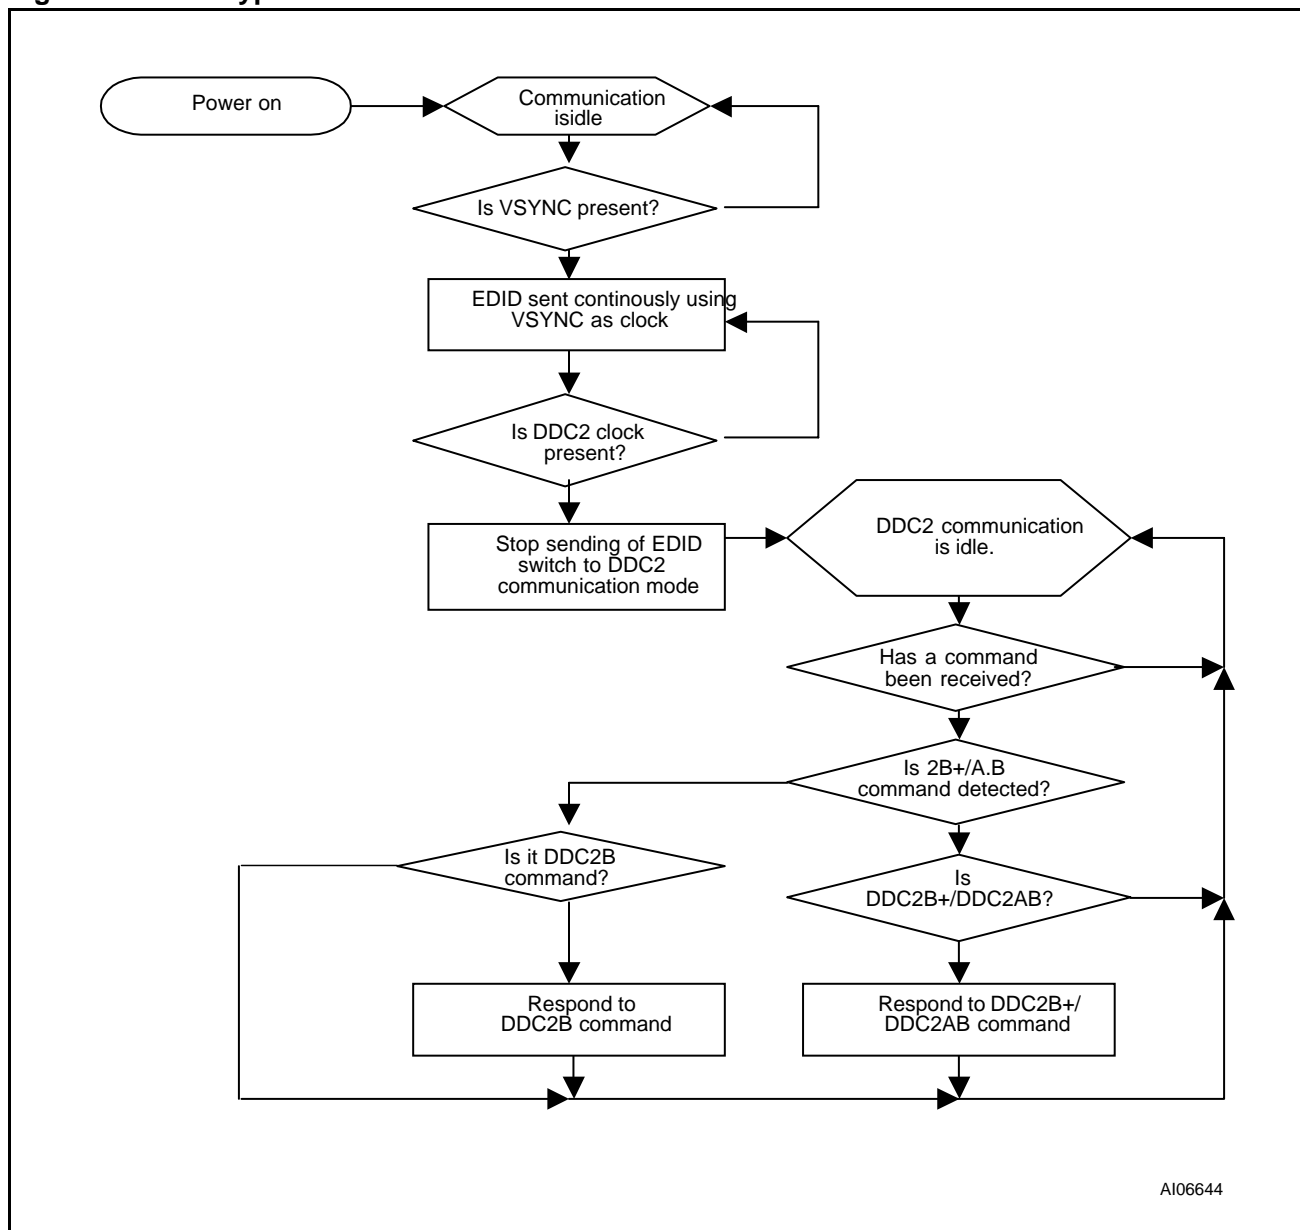 Power on
Communication
isidle
Is VSYNC present?
EDID sent continously using
VSYNC as clock
Is DDC2 clock
present?
Stop sending of EDID
switch to DDC2
communication mode
DDC2 communication
is idle.
Has a command
been received?
Is 2B+/A.B
command detected?
Is it DDC2B
command?
Is
DDC2B+/DDC2AB?
Respond to
DDC2B command
Respond to DDC2B+/
DDC2AB command
AI06644